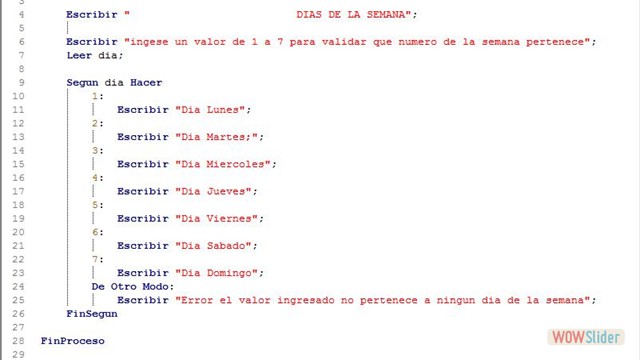 3
4 Escribir " DIAS DE LA SEMANA";
5
6 Escribir "ingese un valor de 1 a 7 para validar que numero de la semana pertenece";
7 Leer dia;
8
9 Segun dia Hacer
10 1:
11 Escribir "Dia Lunes";
12 2:
13 Escribir "Dia Martes;";
14 3:
15 Escribir "Dia Miercoles";
16 4:
17 Escribir "Dia Jueves";
18 5:
19 Escribir "Dia Viernes";
20 6:
21 Escribir "Dia Sabado";
22 7:
23 Escribir "Dia Domingo";
24 De Otro Modo:
25 Escribir "Error el valor ingresado no pertenece a ningun dia de la semana";
26 FinSegun
27
28 FinProceso
29
WOWSlider